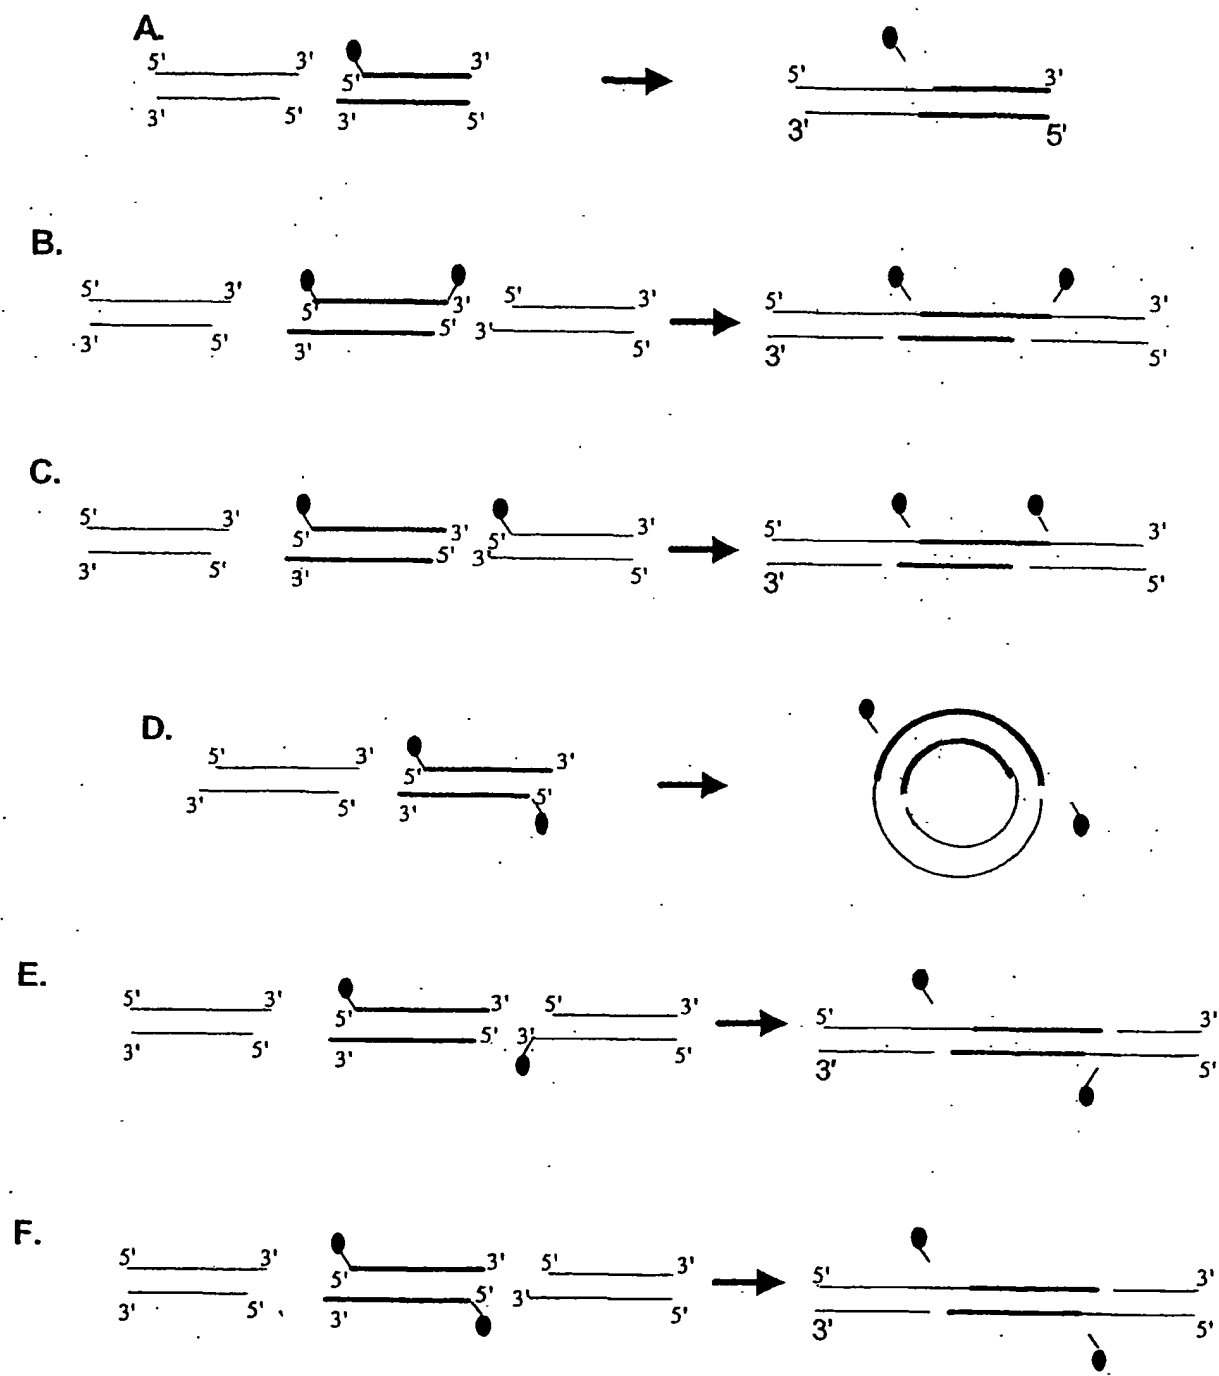 A.
5' 3' 5' 3' 5' 3'
3' 5' 3' 5' 3' 5'
B.
5' 3' 5' 3' 5' 3' 5' 3'
3' 5' 3' 5' 3' 5' 3' 5'
C.
5' 3' 5' 3' 5' 3' 5' 3'
3' 5' 3' 5' 3' 5' 3' 5'
D.
5' 3' 5' 3'
3' 5' 3' 5'
E.
5' 3' 5' 3' 5' 3' 5' 3'
3' 5' 3' 5' 3' 5' 3' 5'
F.
5' 3' 5' 3' 5' 3' 5' 3'
3' 5' 3' 5' 3' 5' 3' 5'